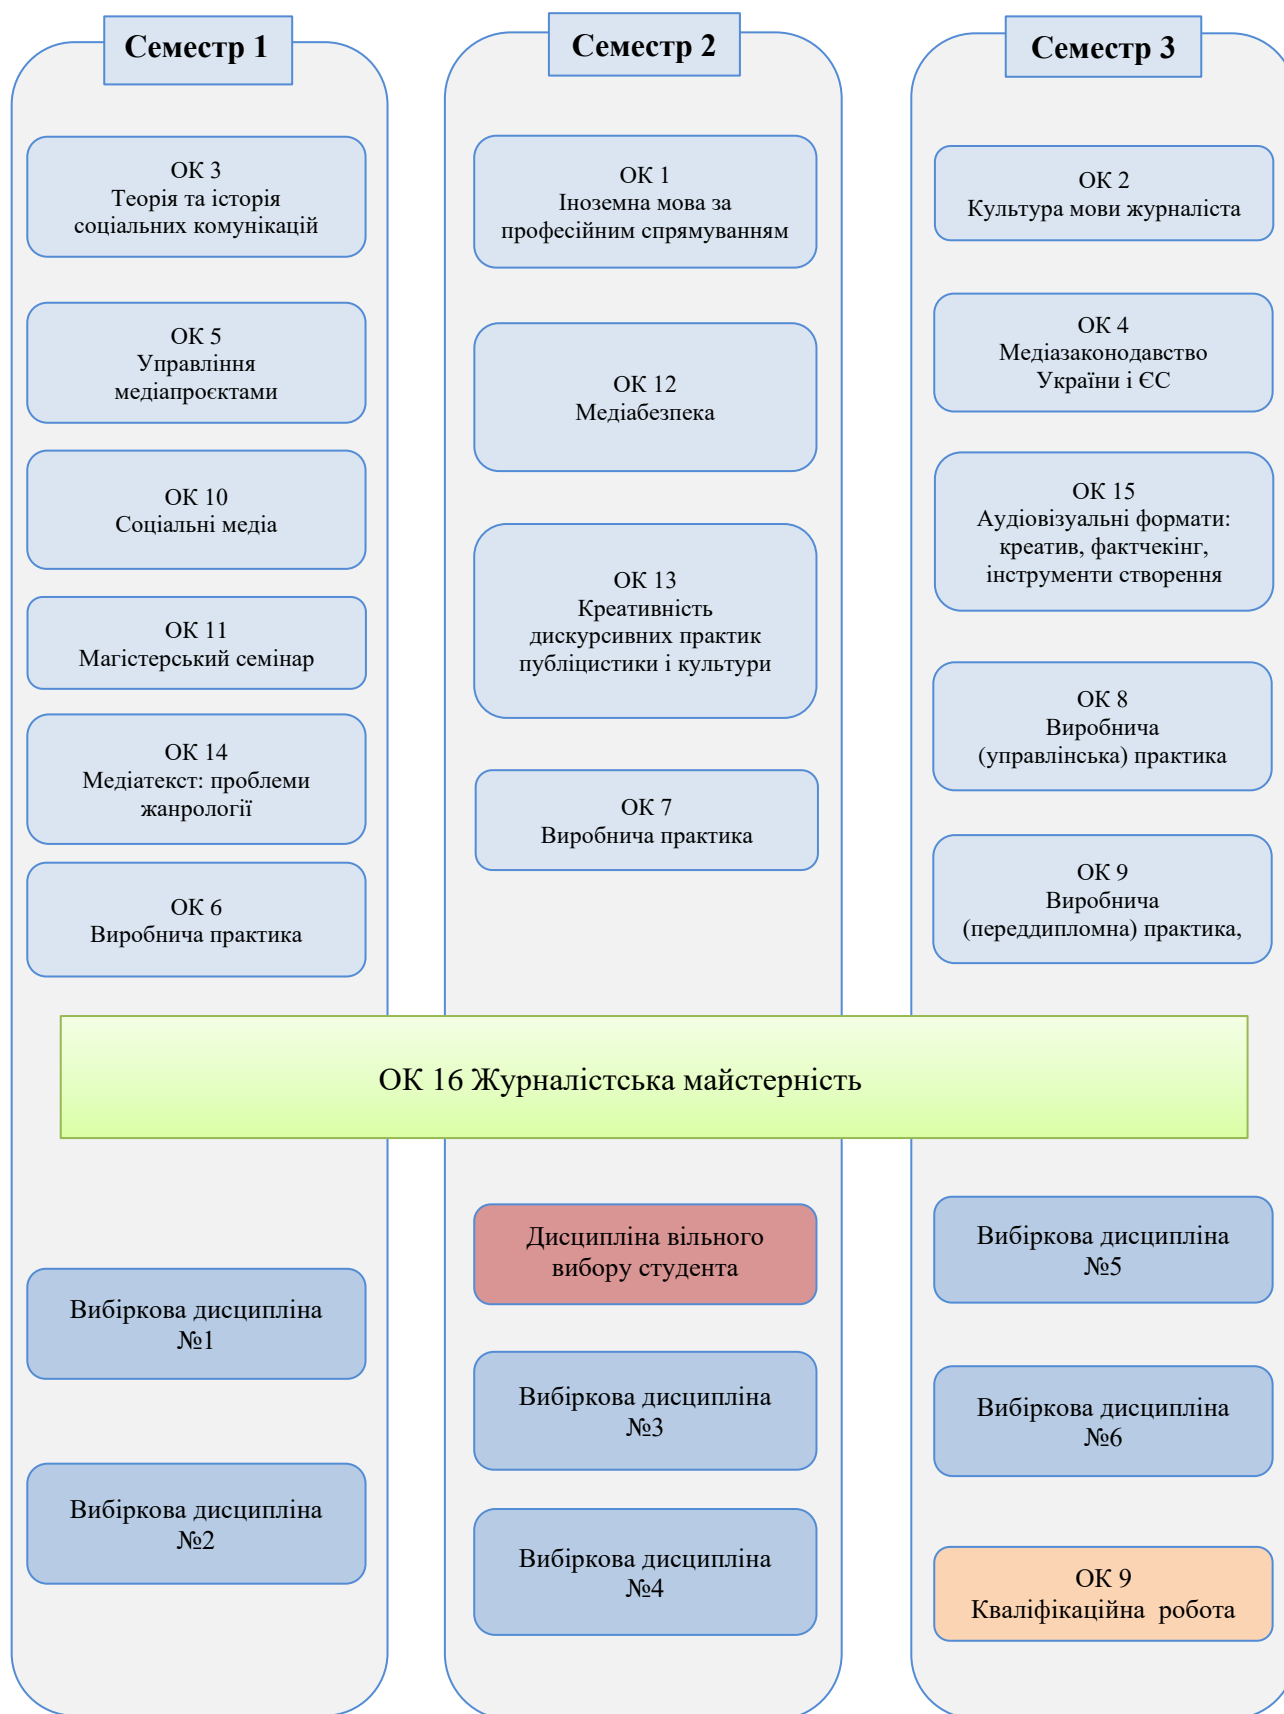 Семестр 1
ОК 3
Теорія та історія
соціальних комунікацій
ОК 5
Управління
медіапроєктами
ОК 10
Соціальні медіа
ОК 11
Магістерський семінар
ОК 14
Медіатекст: проблеми
жанрології
ОК 6
Виробнича практика
Семестр 2
ОК 1
Іноземна мова за
професійним спрямуванням
ОК 12
Медіабезпека
ОК 13
Креативність
дискурсивних практик
публіцистики і культури
ОК 7
Виробнича практика
Семестр 3
ОК 2
Культура мови журналіста
ОК 4
Медіазаконодавство
України і ЄС
ОК 15
Аудіовізуальні формати:
креатив, фактчекінг,
інструменти створення
ОК 8
Виробнича
(управлінська) практика
ОК 9
Виробнича
(переддипломна) практика,
ОК 16 Журналістська майстерність
Вибіркова дисципліна
№1
Вибіркова дисципліна
№2
Дисципліна вільного
вибору студента
Вибіркова дисципліна
№3
Вибіркова дисципліна
№4
Вибіркова дисципліна
№5
Вибіркова дисципліна
№6
ОК 9
Кваліфікаційна  робота